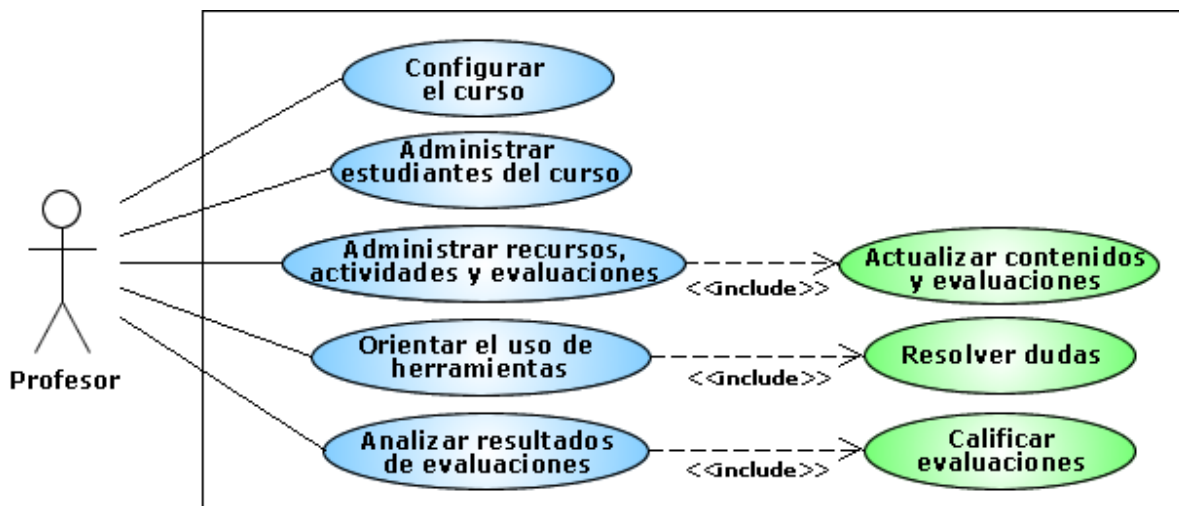 Configurar
el curso
Administrar
estudiantes del curso
Administrar recursos,
actividades y evaluaciones
<<include>>
Actualizar contenidos
y evaluaciones
Orientar el uso de
herramientas
<<include>>
Resolver dudas
Profesor
Analizar resultados
de evaluaciones
<<include>>
Calificar
evaluaciones